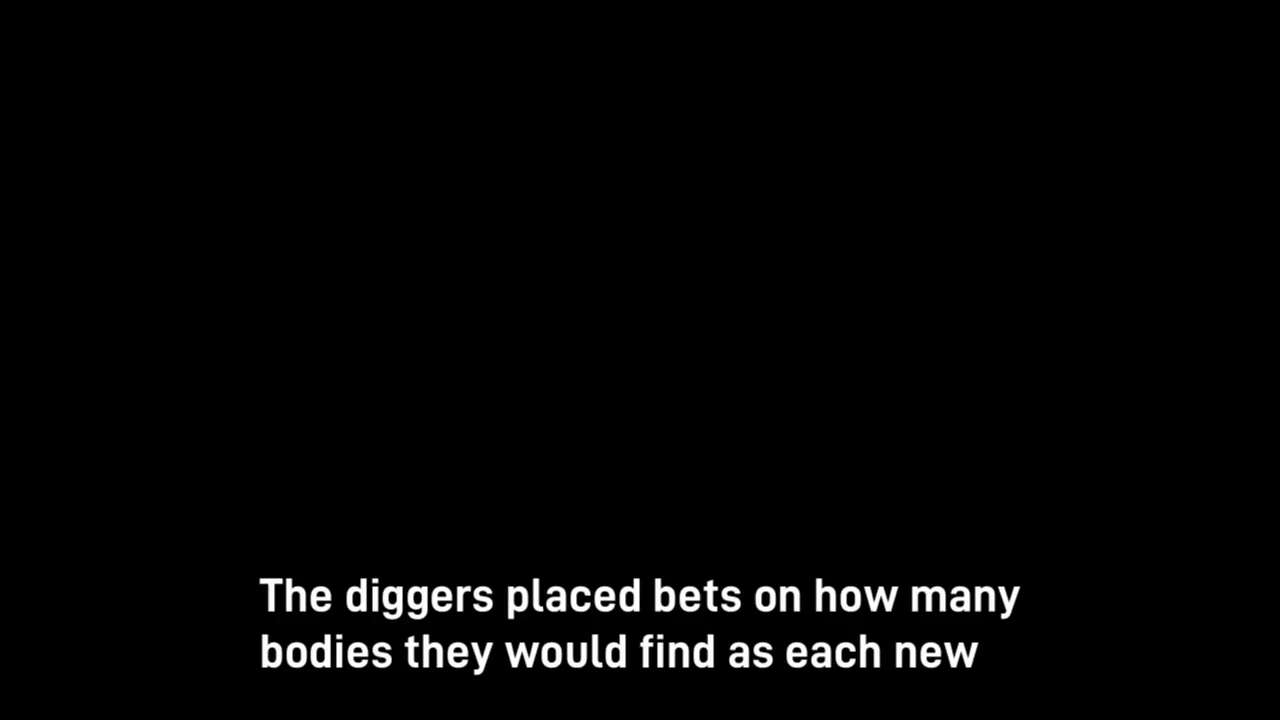 The diggers placed bets on how many
bodies they would find as each new